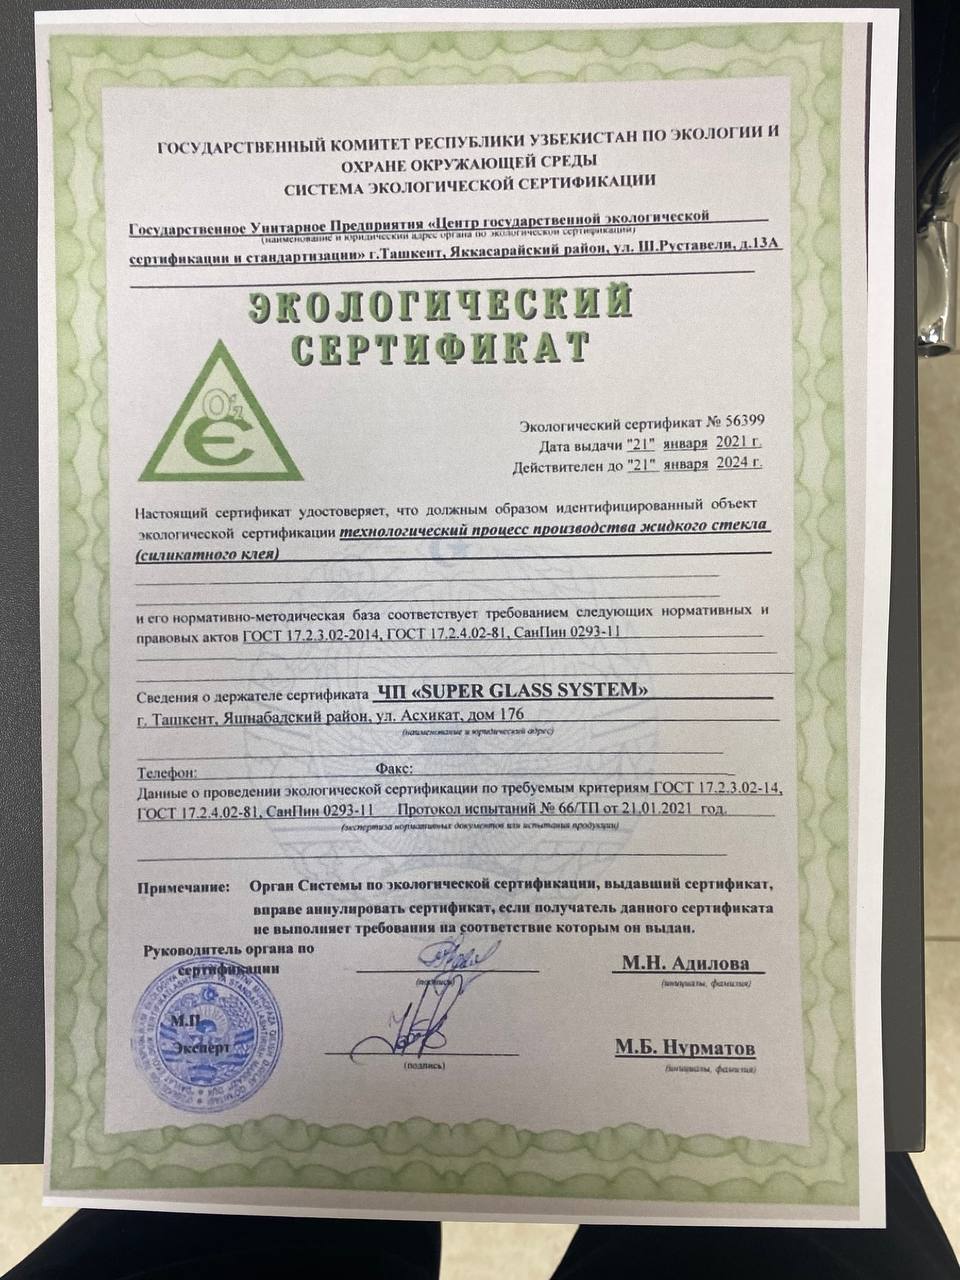 ГОСУДАРСТВЕННЫЙ КОМИТЕТ РЕСПУБЛИКИ УЗБЕКИСТАН ПО ЭКОЛОГИИ И
ОХРАНЕ ОКРУЖАЮЩЕЙ СРЕДЫ
СИСТЕМА ЭКОЛОГИЧЕСКОЙ СЕРТИФИКАЦИИ
Государственное Унитарное Предприятия «Центр государственной экологической
(наименование и юридический адрес органа по экологической сертификации)
сертификации и стандартизации» г.Ташкент, Яккасарайский район, ул. Ш.Руставели, д.13А
ЭКОЛОГИЧЕСКИЙ
СЕРТИФИКАТ
O'z
Экологический сертификат № 56399
Дата выдачи "21" января 2021 г.
Действителен до "21" января 2024 г.
Настоящий сертификат удостоверяет, что должным образом идентифицированный объект
экологической сертификации технологический процесс производства жидкого стекла
(силикатного клея)
и его нормативно-методическая база соответствует требованием следующих нормативных и
правовых актов ГОСТ 17.2.3.02-2014, ГОСТ 17.2.4.02-81, СанПин 0293-11
Сведения о держателе сертификата ЧП «SUPER GLASS SYSTEM»
г. Ташкент, Яшнабадский район, ул. Асхикат, дом 176
(наименование и юридический адрес)
Телефон: Факс:
Данные о проведении экологической сертификации по требуемым критериям ГОСТ 17.2.3.02-14,
ГОСТ 17.2.4.02-81, СанПин 0293-11 Протокол испытаний № 66/ТП от 21.01.2021 год.
(экспертиза нормативных документов или испытания продукции)
Примечание: Орган Системы по экологической сертификации, выдавший сертификат,
вправе аннулировать сертификат, если получатель данного сертификата
не выполняет требования на соответствие которым он выдан.
Руководитель органа по
сертификации
М.Н. Адилова
(подпись) (инициалы, фамилия)
М.П.
Эксперт
М.Б. Нурматов
(подпись) (инициалы, фамилия)